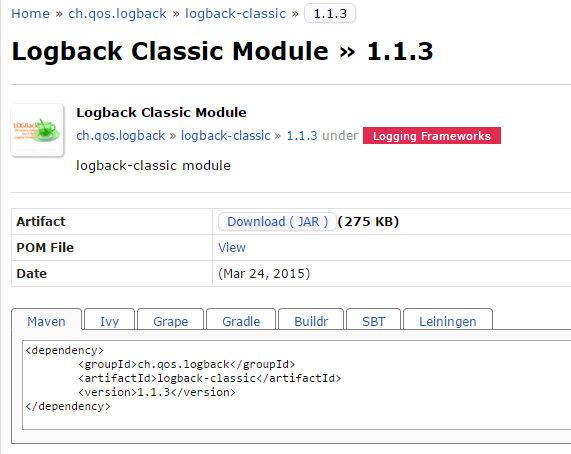 Home » ch.qos.logback » logback-classic » 1.1.3
Logback Classic Module » 1.1.3
LOGBack
Logback Classic Module
ch.qos.logback » logback-classic » 1.1.3 under Logging Frameworks
logback-classic module
Artifact Download ( JAR ) (275 KB)
POM File View
Date (Mar 24, 2015)
Maven Ivy Grape Gradle Buildr SBT Leiningen
<dependency>
<groupId>ch.qos.logback</groupId>
<artifactId>logback-classic</artifactId>
<version>1.1.3</version>
</dependency>